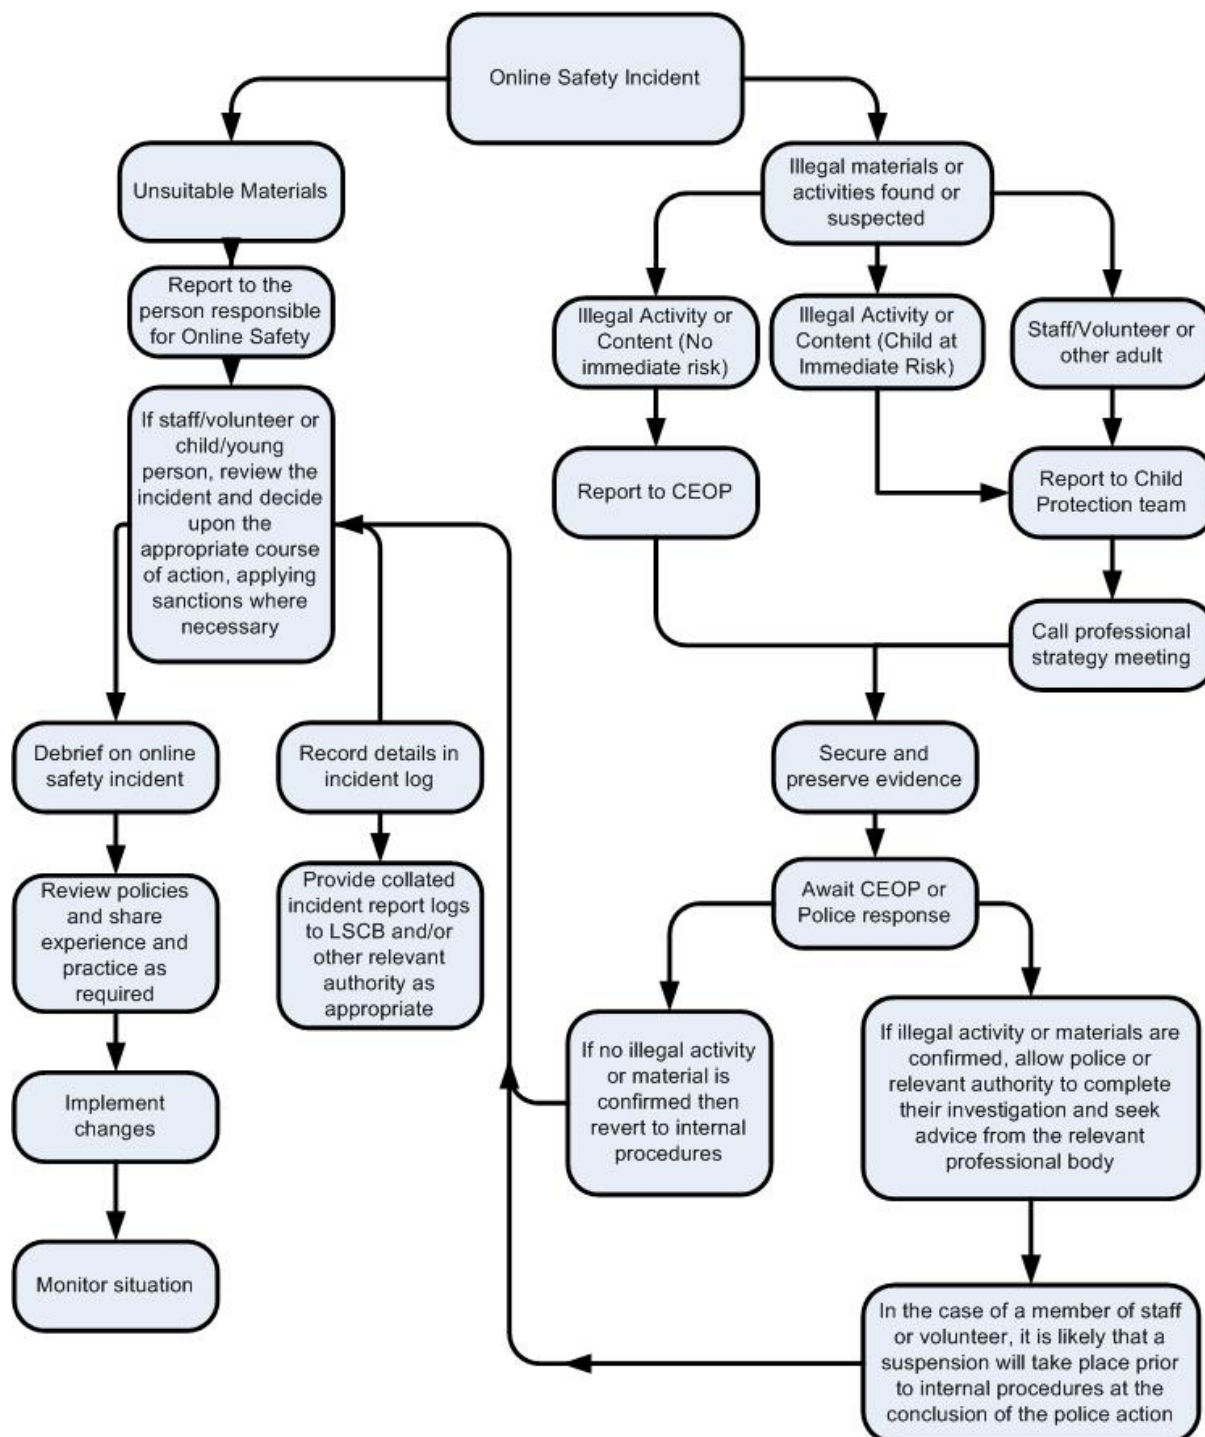 Online Safety Incident
Unsuitable Materials
Illegal materials or
activities found or
suspected
Report to the
person responsible
for Online Safety
Illegal Activity or
Content (No
immediate risk)
Illegal Activity or
Content (Child at
Immediate Risk)
Staff/Volunteer or
other adult
If staff/volunteer or
child/young
person, review the
incident and decide
upon the
appropriate course
of action, applying
sanctions where
necessary
Report to CEOP
Report to Child
Protection team
Call professional
strategy meeting
Debrief on online
safety incident
Record details in
incident log
Secure and
preserve evidence
Review policies
and share
experience and
practice as
required
Provide collated
incident report logs
to LSCB and/or
other relevant
authority as
appropriate
Await CEOP or
Police response
If no illegal activity
or material is
confirmed then
revert to internal
procedures
If illegal activity or materials are
confirmed, allow police or
relevant authority to complete
their investigation and seek
advice from the relevant
professional body
Implement
changes
Monitor situation
In the case of a member of staff
or volunteer, it is likely that a
suspension will take place prior
to internal procedures at the
conclusion of the police action